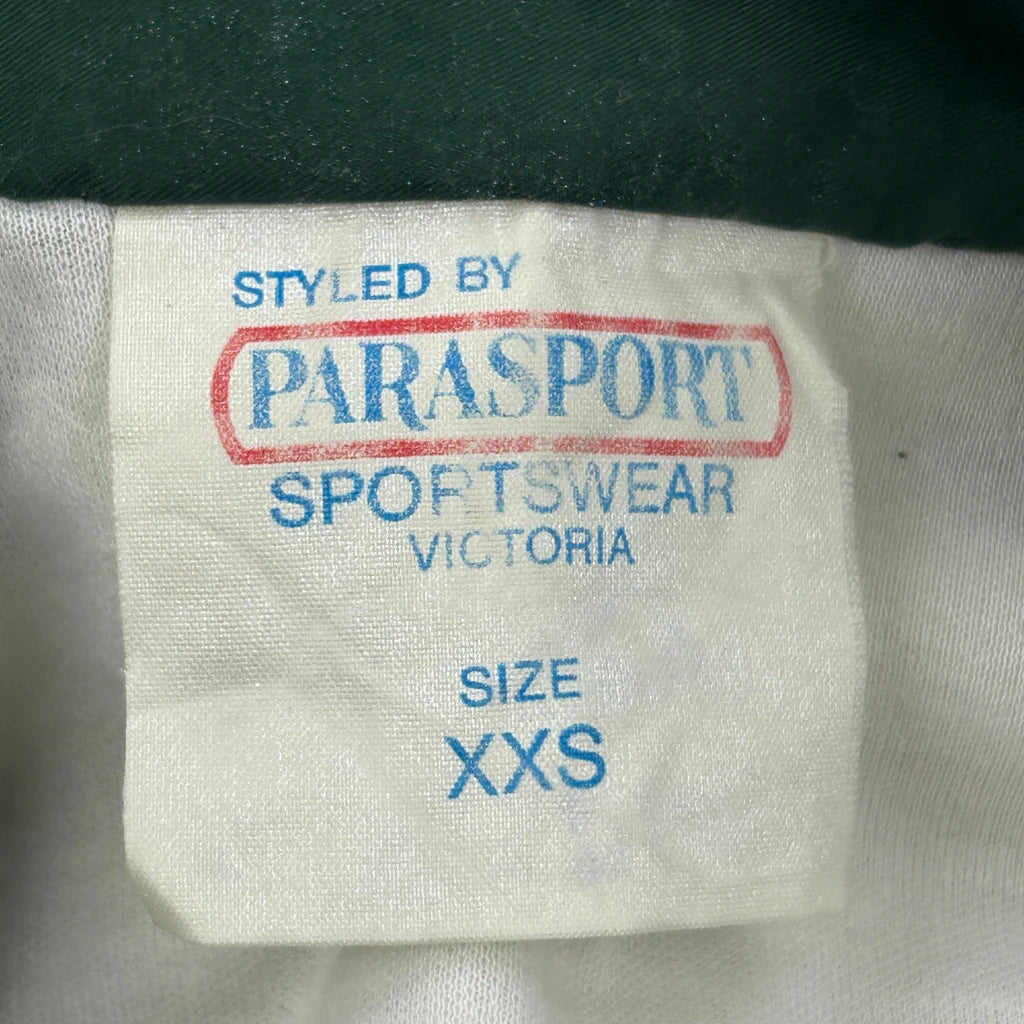 STYLED BY
PARASPORT
SPORTSWEAR
VICTORIA
SIZE
XXS